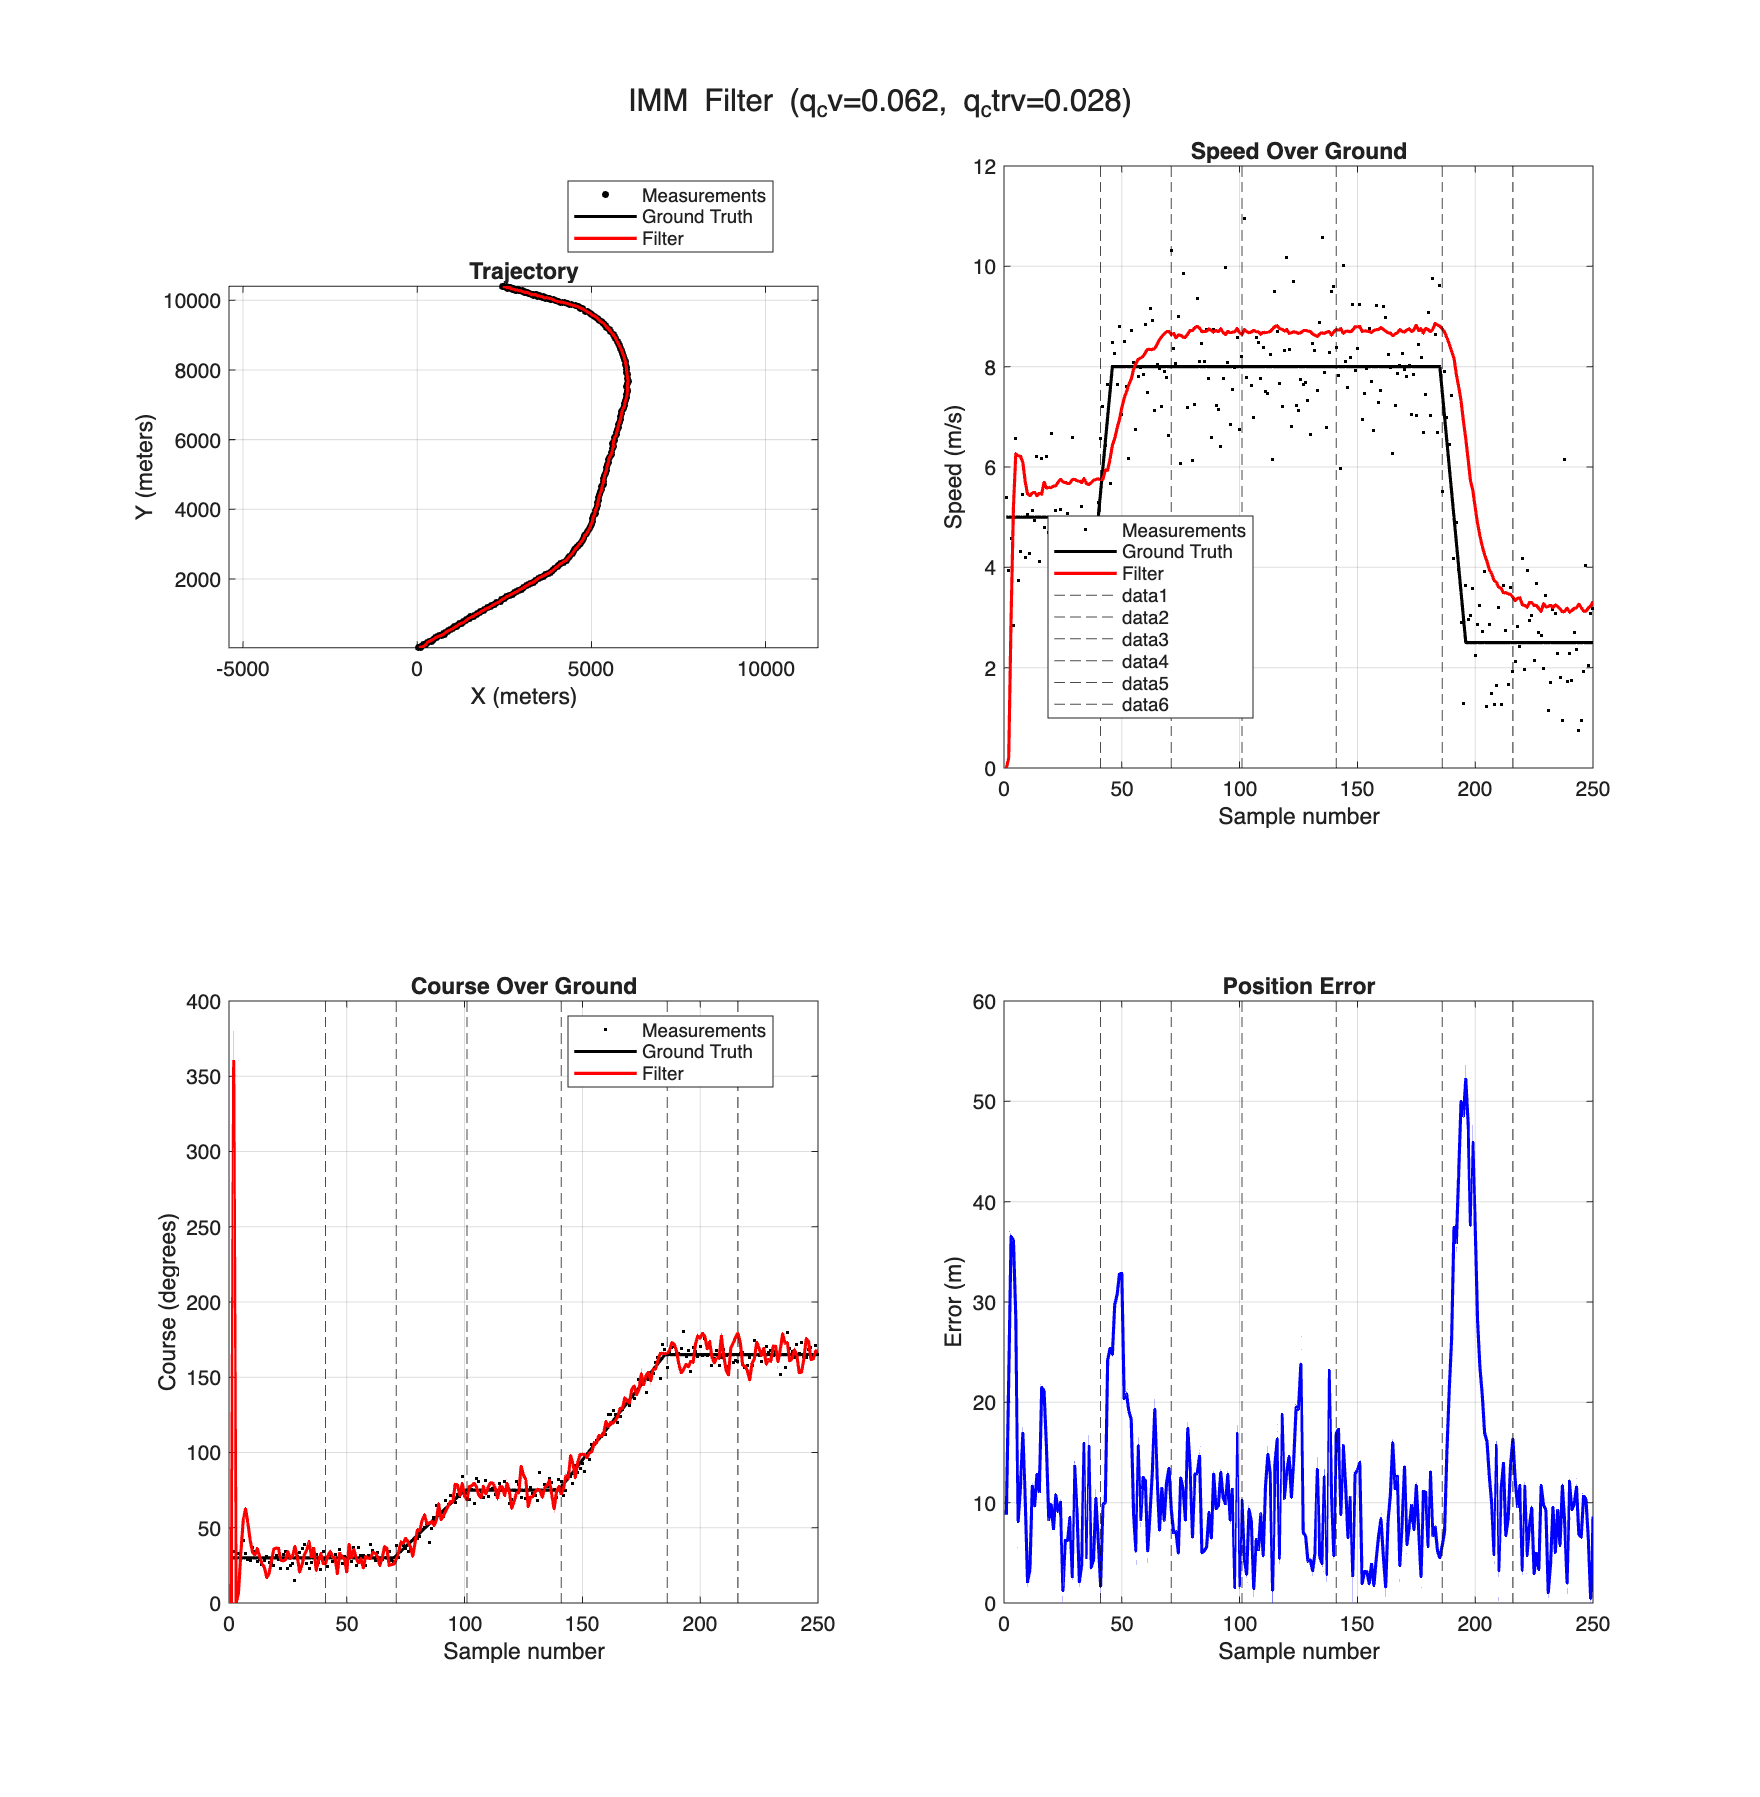 IMM Filter (qcv=0.062, qctrv=0.028)
Measurements
Ground Truth
Filter
Trajectory
10000
8000
6000
4000
2000
-5000 0 5000 10000
X (meters)
Y (meters)
Speed Over Ground
12
10
8
6
4
2
0
Measurements
Ground Truth
Filter
data1
data2
data3
data4
data5
data6
0 50 100 150 200 250
Sample number
Speed (m/s)
Course Over Ground
400
350
300
250
200
150
100
50
0
Measurements
Ground Truth
Filter
0 50 100 150 200 250
Sample number
Course (degrees)
Position Error
60
50
40
30
20
10
0
0 50 100 150 200 250
Sample number
Error (m)